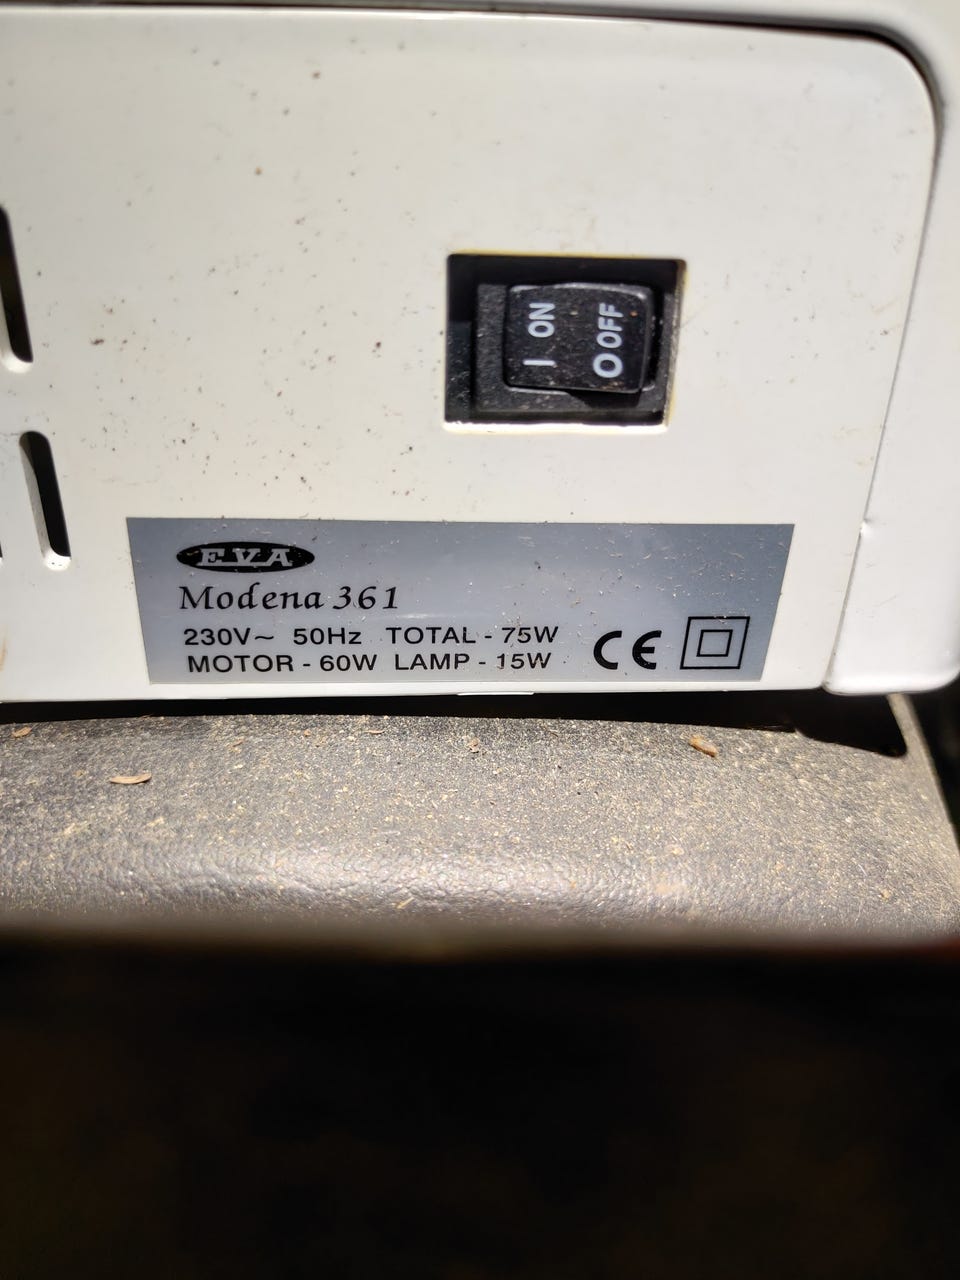 I ON
O OFF
EVA
Modena 361
230V~ 50Hz TOTAL - 75W
MOTOR - 60W LAMP - 15W
CE